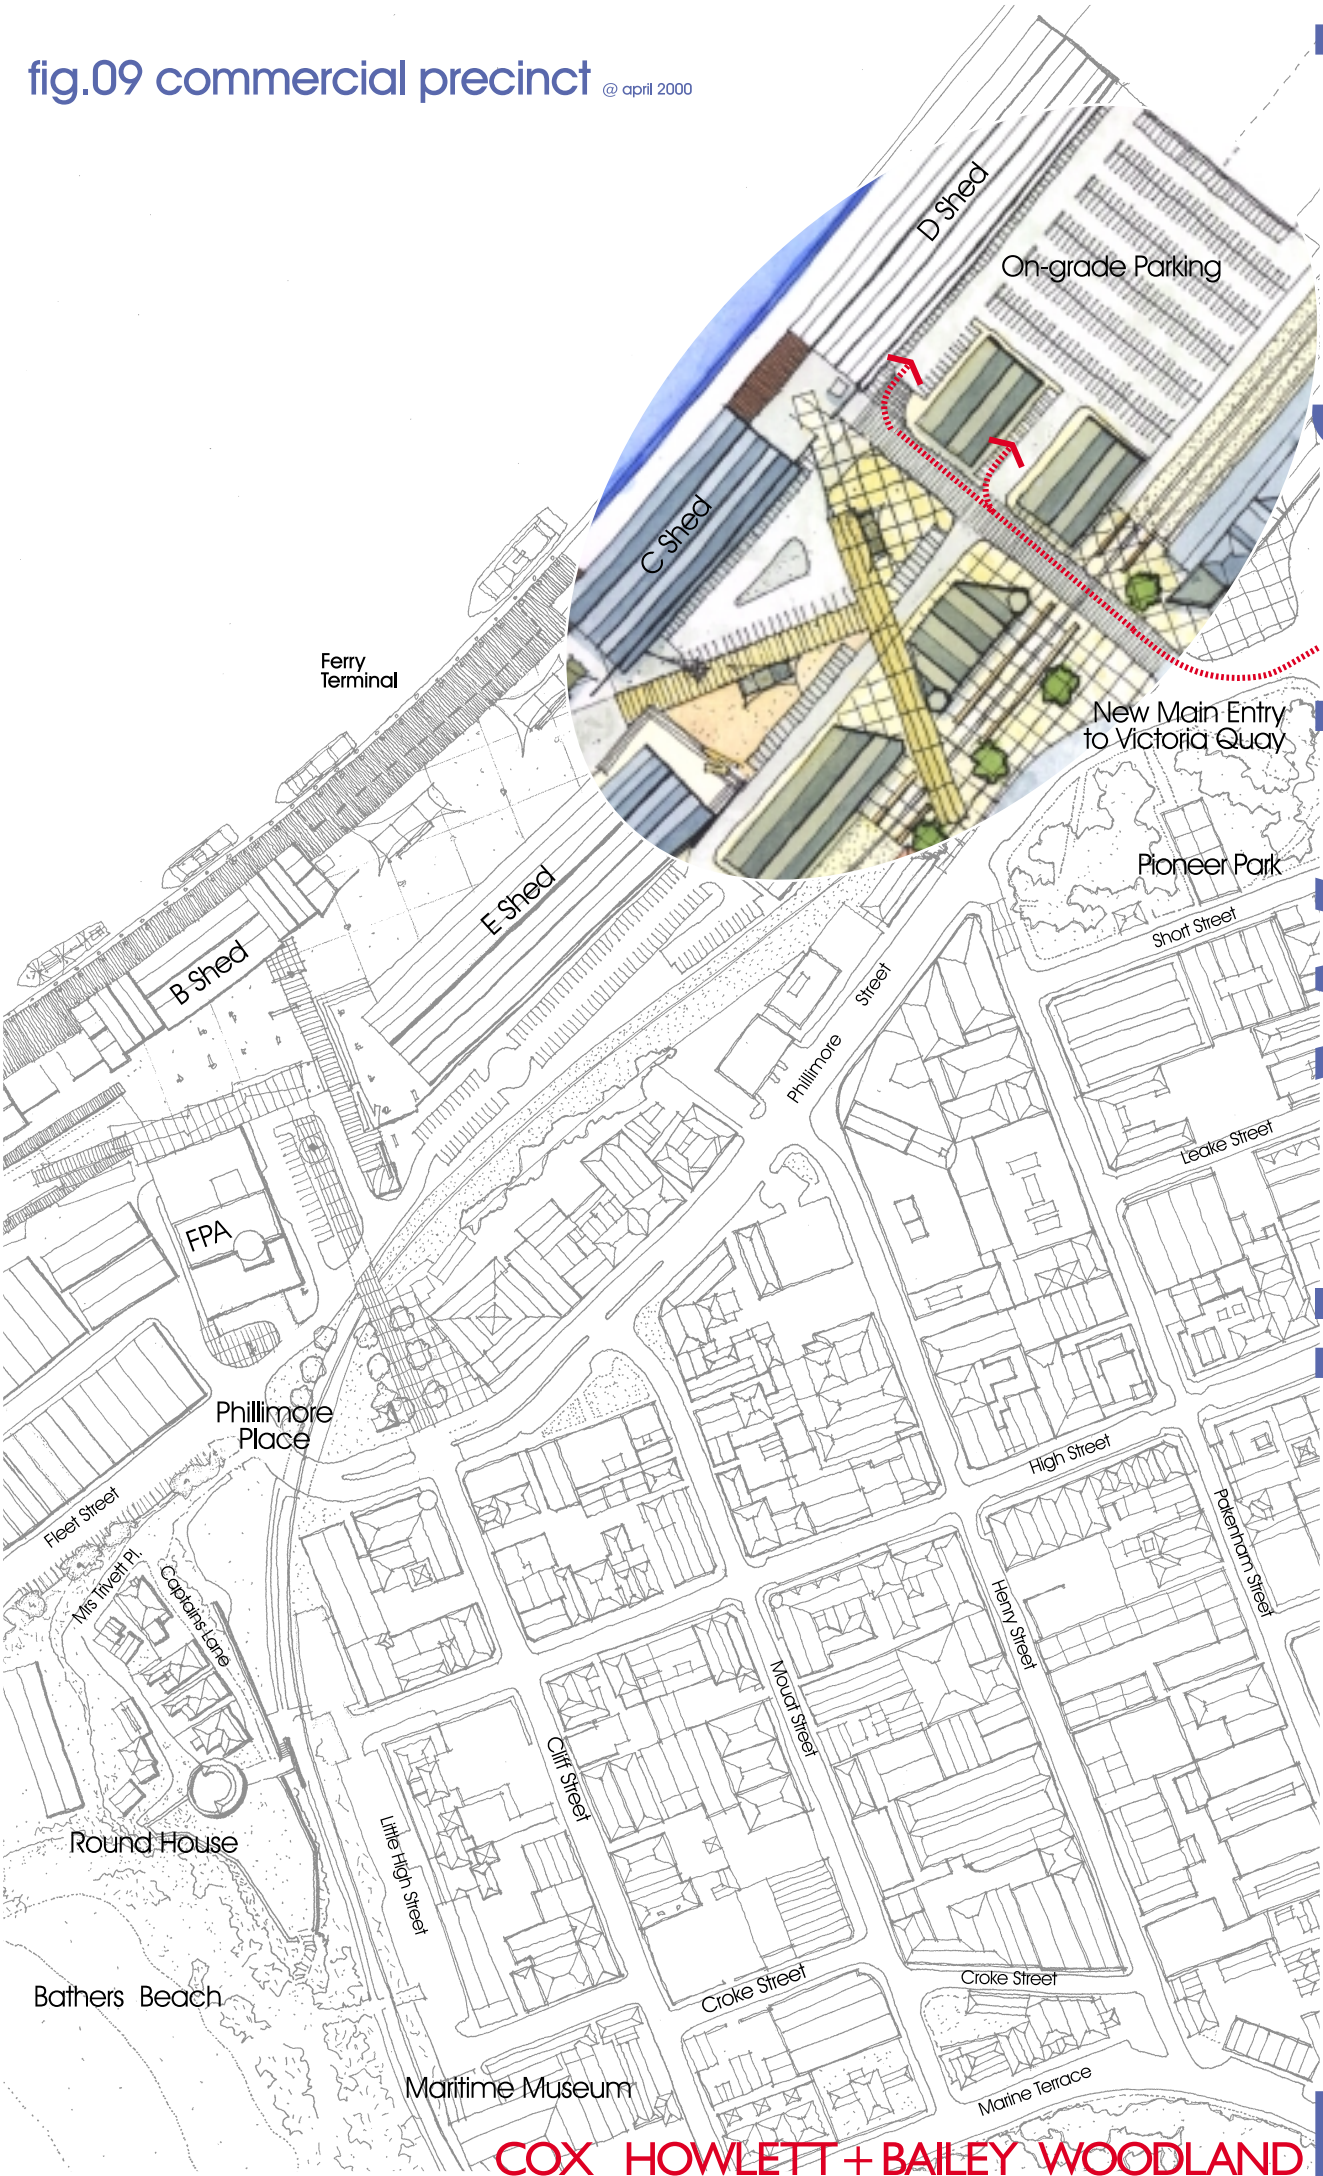 fig.09 commercial precinct @ april 2000
D Shed
On-grade Parking
C Shed
Ferry
Terminal
New Main Entry
to Victoria Quay
Pioneer Park
Short Street
E Shed
B Shed
Phillimore Street
Leake Street
FPA
Phillimore
Place
High Street
Fleet Street
Pakenham Street
Mrs Trivett Pl.
Captains Lane
Henry Street
Mouat Street
Cliff Street
Little High Street
Round House
Bathers Beach
Croke Street
Croke Street
Maritime Museum
Marine Terrace
COX HOWLETT + BAILEY WOODLAND